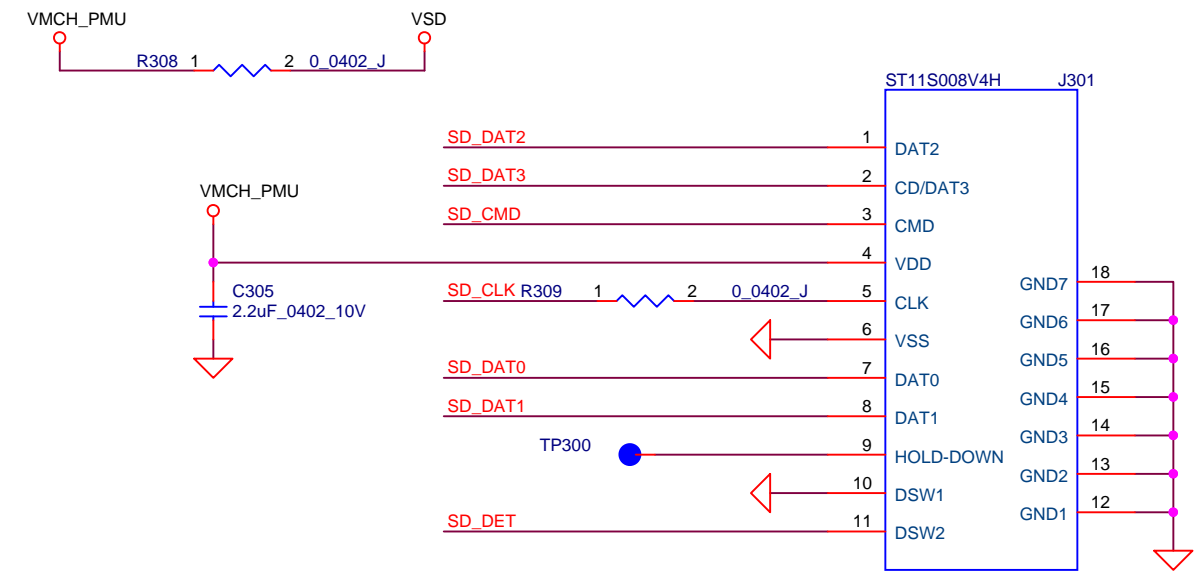 VMCH_PMU VSD
R308 1 2 0_0402_J
ST11S008V4H J301
SD_DAT2 1 DAT2
SD_DAT3 2 CD/DAT3
VMCH_PMU
SD_CMD 3 CMD
4 VDD
C305
2.2uF_0402_10V
SD_CLK R309 1 2 0_0402_J 5 CLK
GND7 18
6 VSS
GND6 17
SD_DAT0 7 DAT0
GND5 16
SD_DAT1 8 DAT1
GND4 15
TP300 9 HOLD-DOWN
GND3 14
10 DSW1
GND2 13
SD_DET 11 DSW2
GND1 12